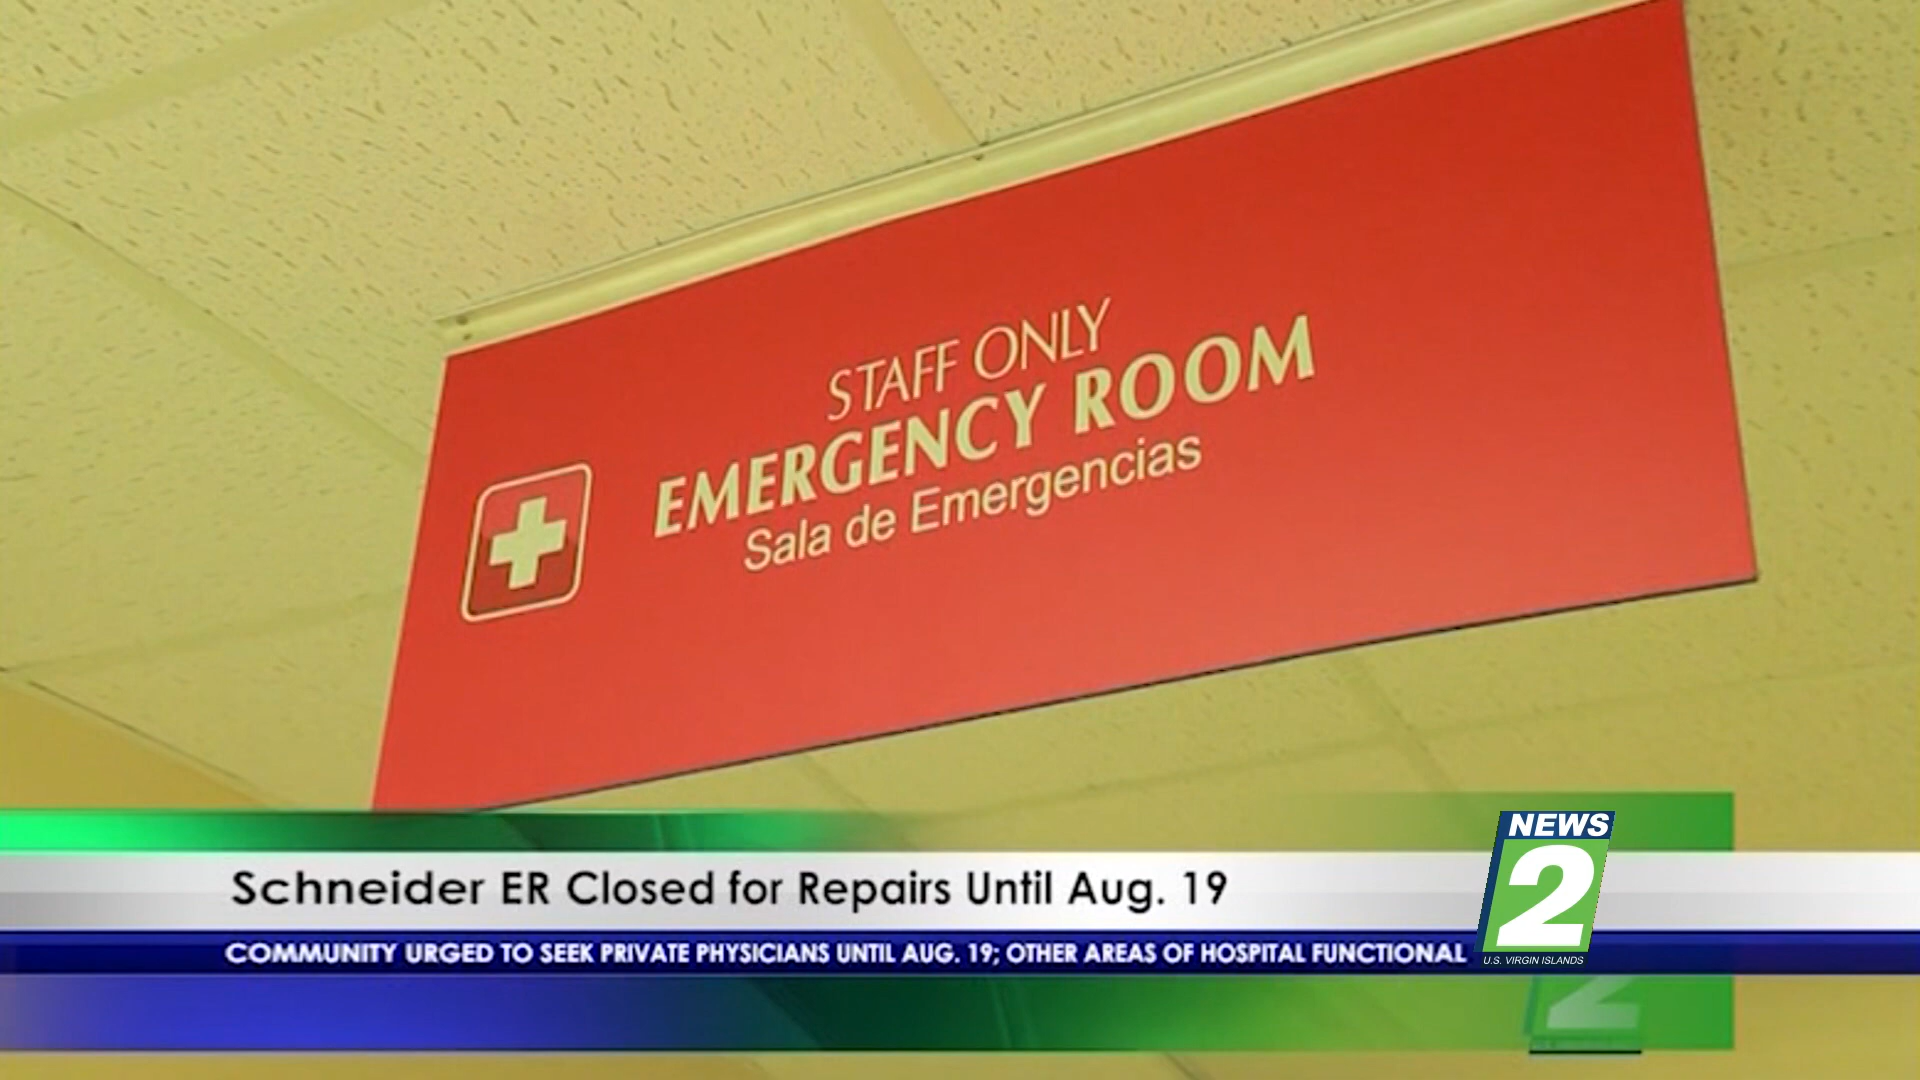 STAFF ONLY
EMERGENCY ROOM
Sala de Emergencias
NEWS
2
U.S. VIRGIN ISLANDS
Schneider ER Closed for Repairs Until Aug. 19
COMMUNITY URGED TO SEEK PRIVATE PHYSICIANS UNTIL AUG. 19; OTHER AREAS OF HOSPITAL FUNCTIONAL
2